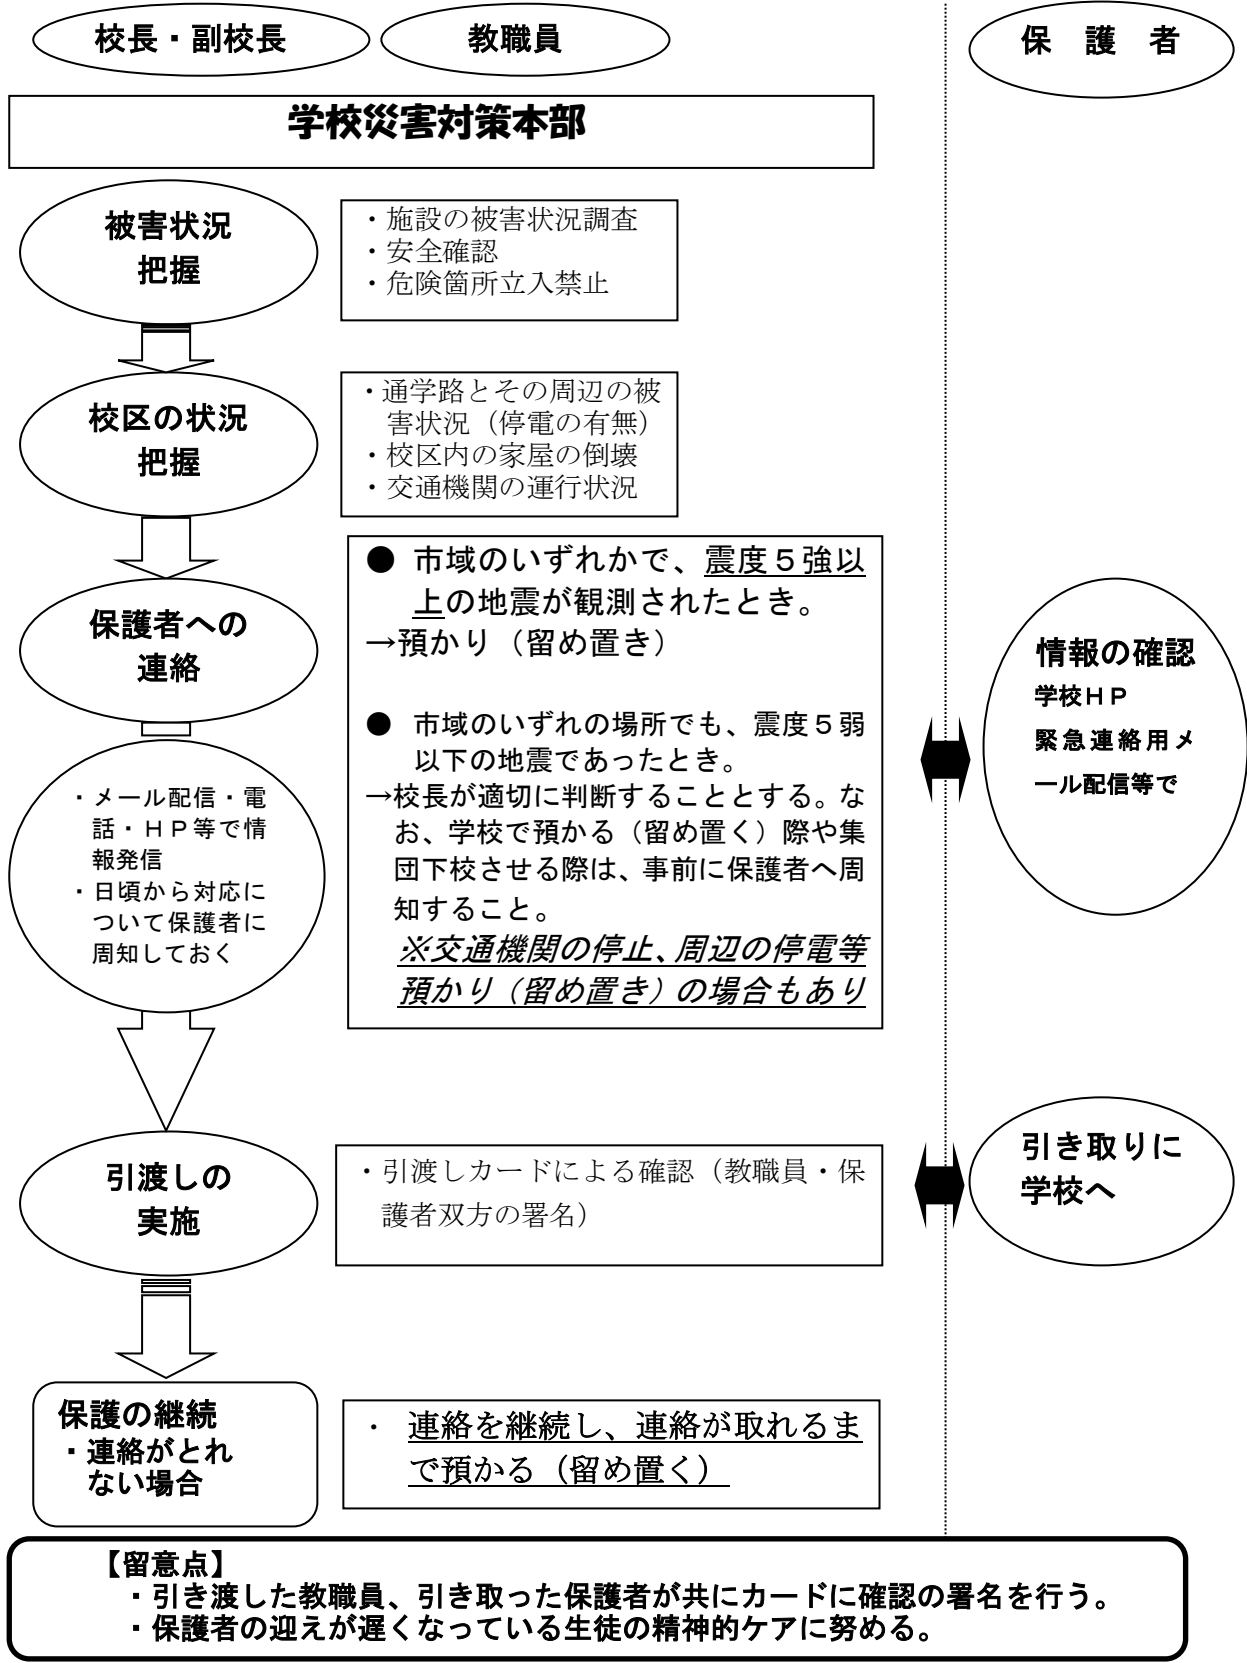 校長・副校長
教職員
保 護 者
学校災害対策本部
被害状況
把握
・施設の被害状況調査
・安全確認
・危険箇所立入禁止
校区の状況
把握
・通学路とその周辺の被
害状況（停電の有無）
・校区内の家屋の倒壊
・交通機関の運行状況
保護者への
連絡
・メール配信・電
話・ＨＰ等で情
報発信
・日頃から対応に
ついて保護者に
周知しておく
● 市域のいずれかで、震度５強以
上の地震が観測されたとき。
→預かり（留め置き）
● 市域のいずれの場所でも、震度５弱
以下の地震であったとき。
→校長が適切に判断することとする。な
お、学校で預かる（留め置く）際や集
団下校させる際は、事前に保護者へ周
知すること。
※交通機関の停止、周辺の停電等
預かり（留め置き）の場合もあり
情報の確認
学校ＨＰ
緊急連絡用メ
ール配信等で
引渡しの
実施
・引渡しカードによる確認（教職員・保
護者双方の署名）
引き取りに
学校へ
保護の継続
・連絡がとれ
ない場合
・ 連絡を継続し、連絡が取れるま
で預かる（留め置く）
【留意点】
・引き渡した教職員、引き取った保護者が共にカードに確認の署名を行う。
・保護者の迎えが遅くなっている生徒の精神的ケアに努める。